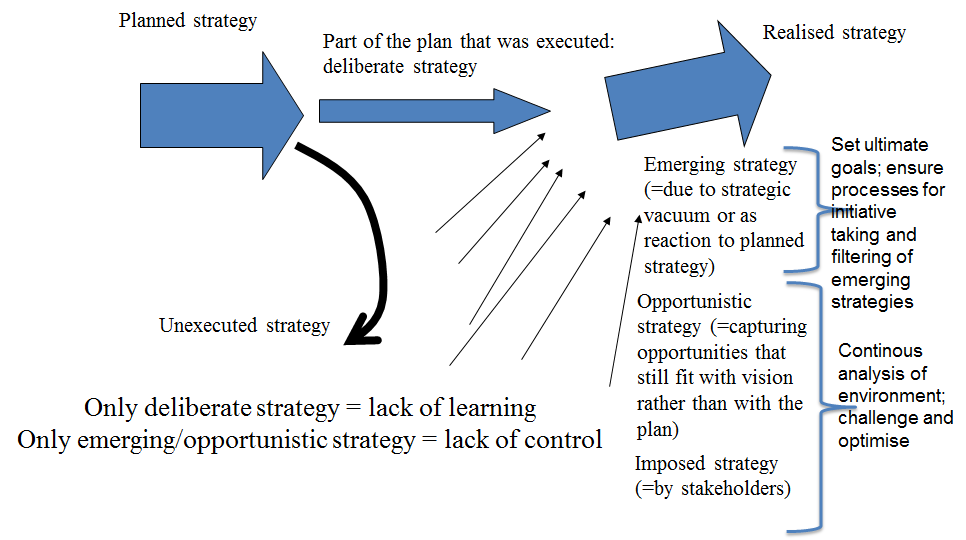 Planned strategy
Part of the plan that was executed:
deliberate strategy
Realised strategy
Emerging strategy
(=due to strategic
vacuum or as
reaction to planned
strategy)
Set ultimate
goals; ensure
processes for
initiative
taking and
filtering of
emerging
strategies
Unexecuted strategy
Opportunistic
strategy (=capturing
opportunities that
still fit with vision
rather than with the
plan)
Imposed strategy
(=by stakeholders)
Continous
analysis of
environment;
challenge and
optimise
Only deliberate strategy = lack of learning
Only emerging/opportunistic strategy = lack of control